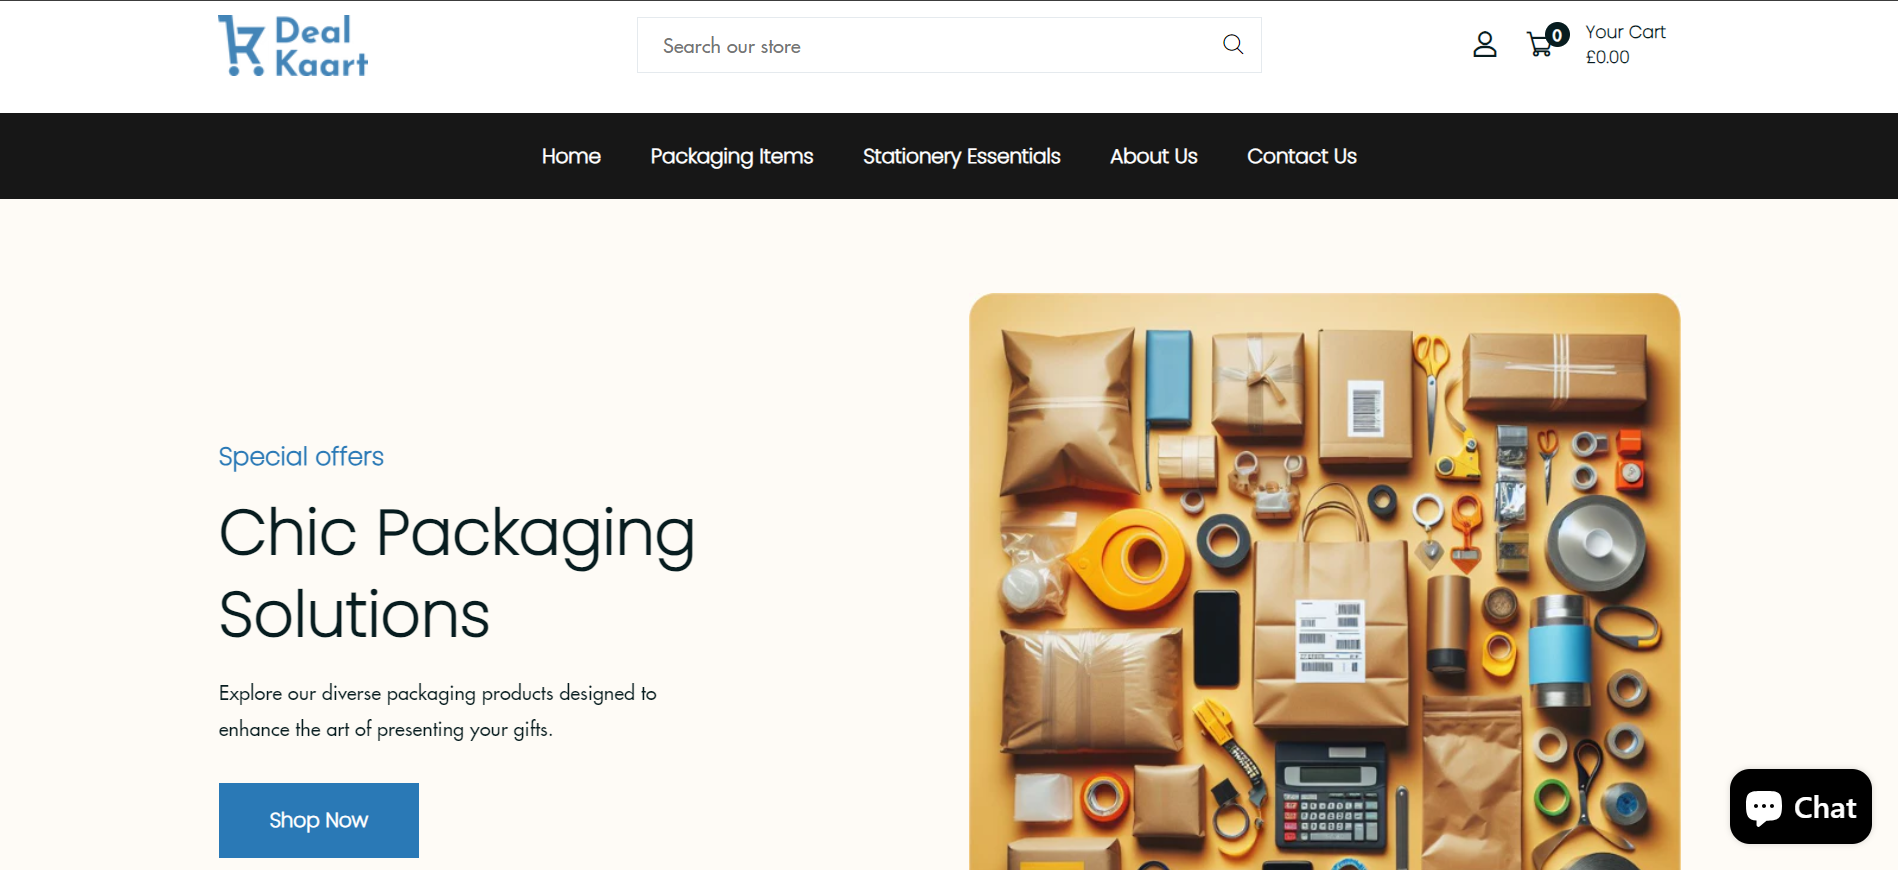 Deal
Kaart
Search our store
0
Your Cart
£0.00
Home
Packaging Items
Stationery Essentials
About Us
Contact Us
Special offers
Chic Packaging
Solutions
Explore our diverse packaging products designed to
enhance the art of presenting your gifts.
Shop Now
Chat